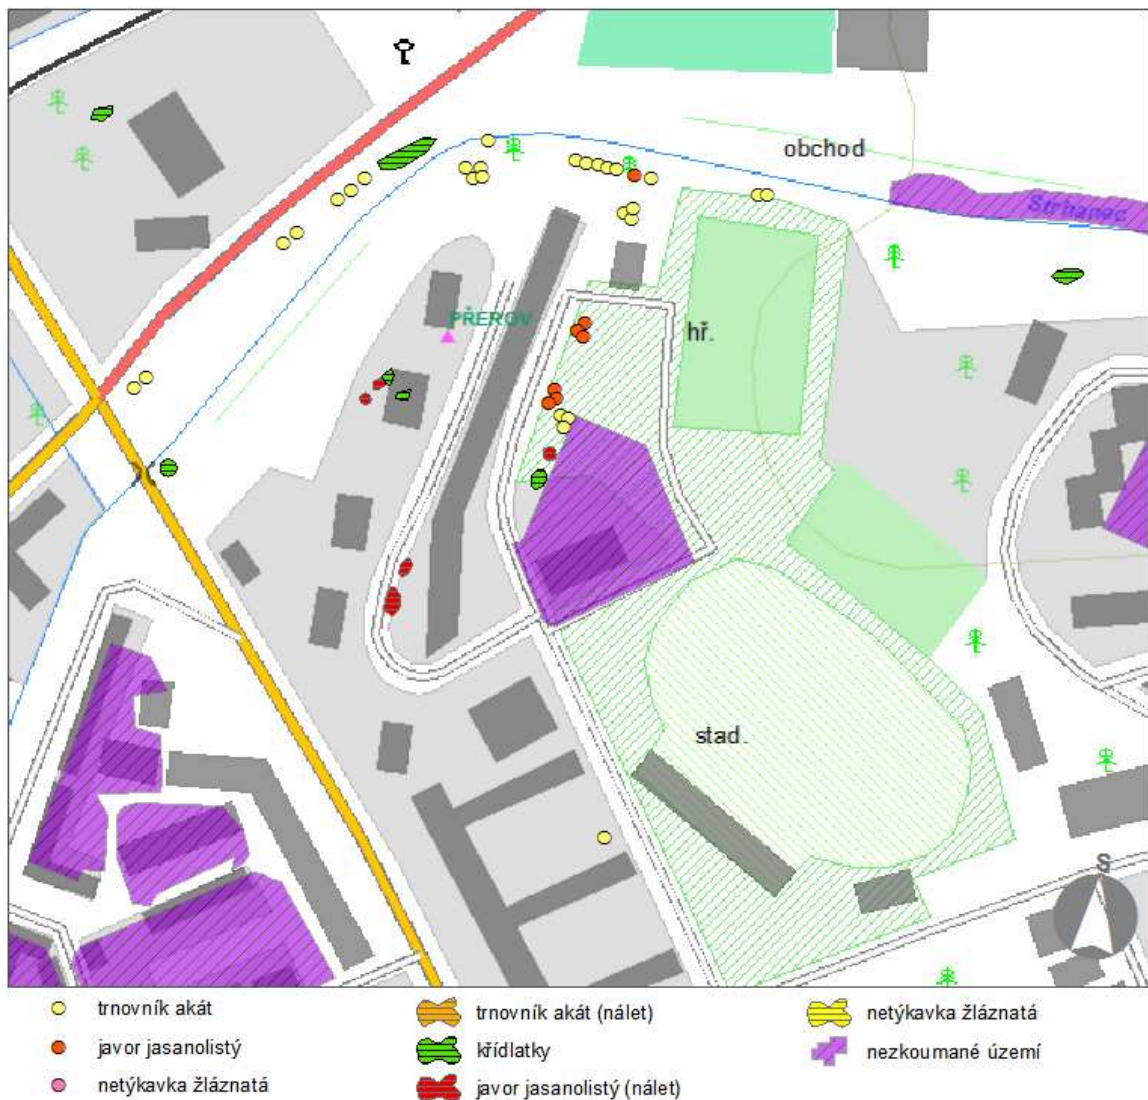 obchod
Strhanec
PŘEROV
hř.
stad.
S
trnovník akát
trnovník akát (nálet)
netýkavka žláznatá
javor jasanolistý
křídlatky
nezkoumané území
netýkavka žláznatá
javor jasanolistý (nálet)